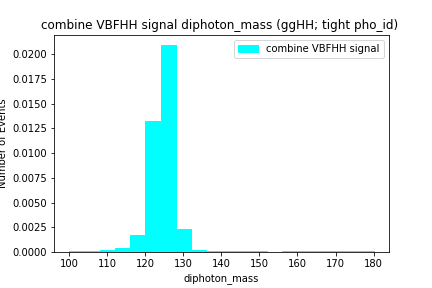 combine VBFHH signal diphoton_mass (ggHH; tight pho_id)
combine VBFHH signal
Number of Events
0.0200
0.0175
0.0150
0.0125
0.0100
0.0075
0.0050
0.0025
0.0000
100 110 120 130 140 150 160 170 180
diphoton_mass